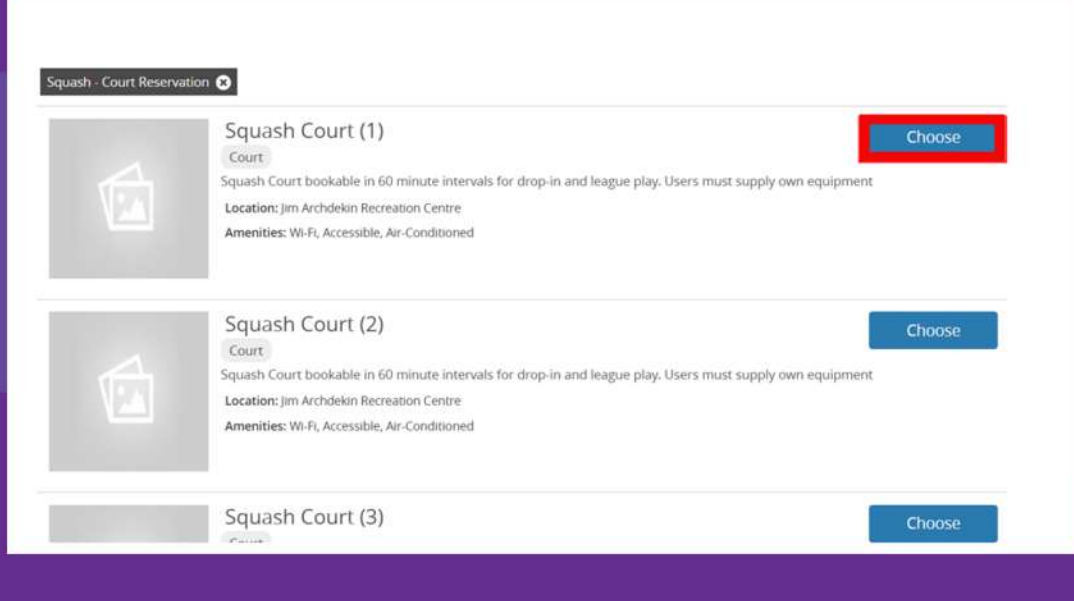 Squash - Court Reservation
Squash Court (1)
Choose
Court
Squash Court bookable in 60 minute intervals for drop-in and league play. Users must supply own equipment
Location: Jim Archdekin Recreation Centre
Amenities: Wi-Fi, Accessible, Air-Conditioned
Squash Court (2)
Choose
Court
Squash Court bookable in 60 minute intervals for drop-in and league play. Users must supply own equipment
Location: Jim Archdekin Recreation Centre
Amenities: Wi-Fi, Accessible, Air-Conditioned
Squash Court (3)
Choose
Court